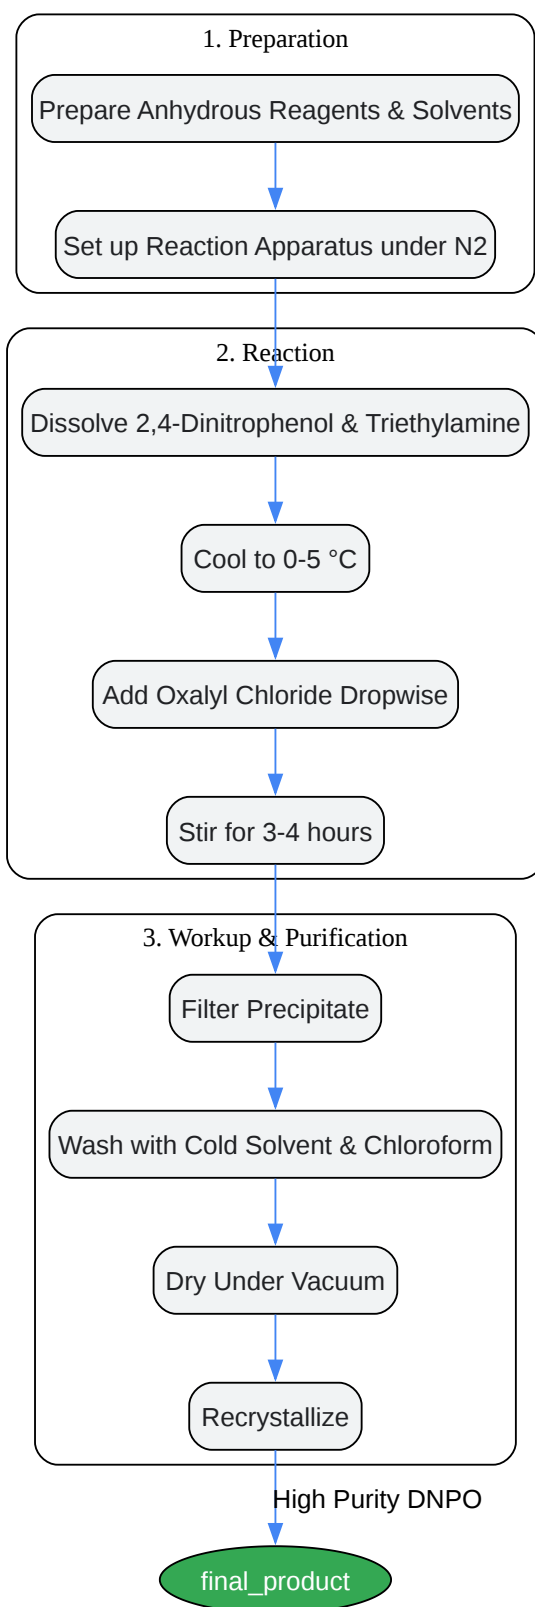 1. Preparation
Prepare Anhydrous Reagents & Solvents
Set up Reaction Apparatus under N2
2. Reaction
Dissolve 2,4-Dinitrophenol & Triethylamine
Cool to 0-5 °C
Add Oxalyl Chloride Dropwise
Stir for 3-4 hours
3. Workup & Purification
Filter Precipitate
Wash with Cold Solvent & Chloroform
Dry Under Vacuum
Recrystallize
High Purity DNPO
final_product